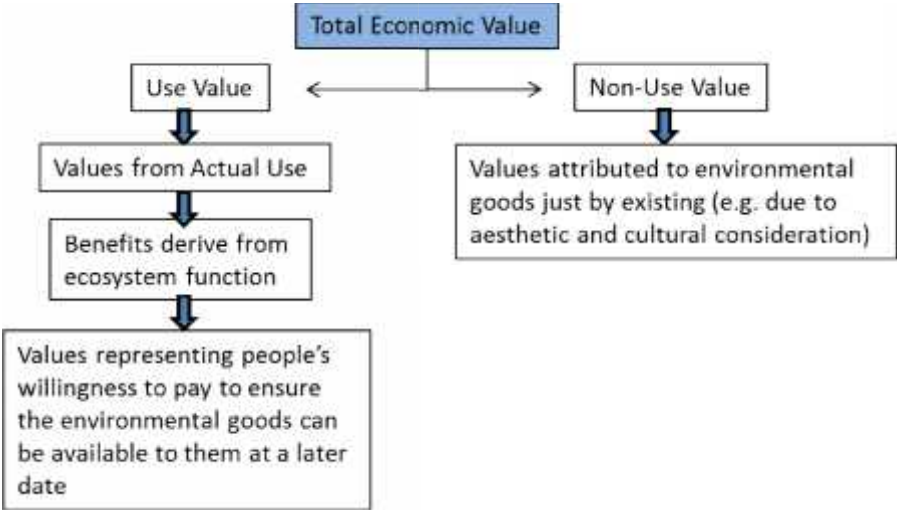 Total Economic Value
Use Value
Non-Use Value
Values from Actual Use
Values attributed to environmental
goods just by existing (e.g. due to
aesthetic and cultural consideration)
Benefits derive from
ecosystem function
Values representing people's
willingness to pay to ensure
the environmental goods can
be available to them at a later
date